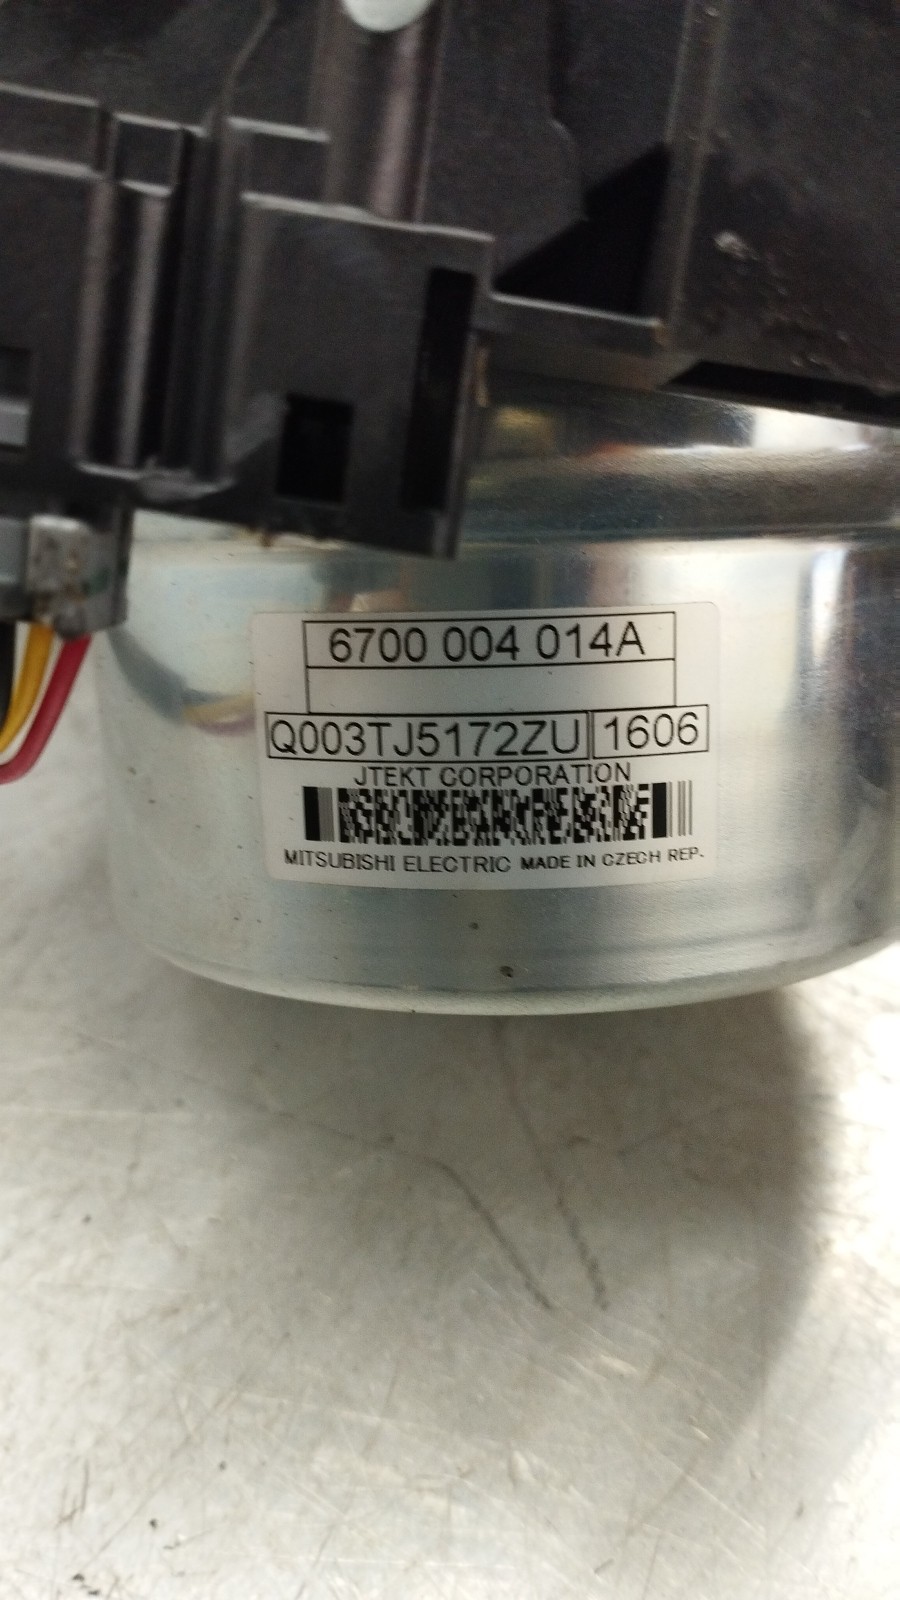 6700 004 014A
Q003TJ5172ZU 1606
JTEKT CORPORATION
MITSUBISHI ELECTRIC MADE IN CZECH REP.